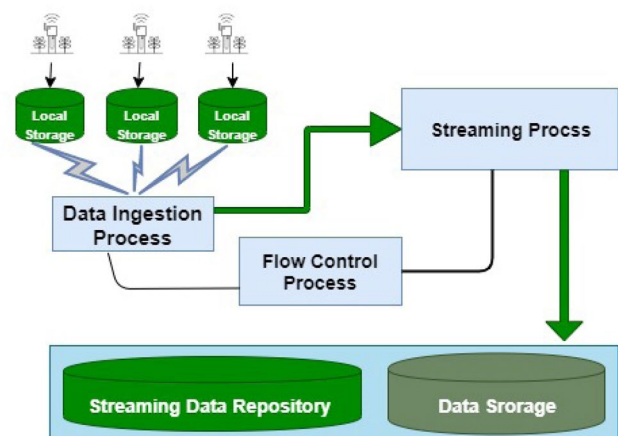 Local
Storage
Local
Storage
Local
Storage
Streaming Procss
Data Ingestion
Process
Flow Control
Process
Streaming Data Repository
Data Srorage